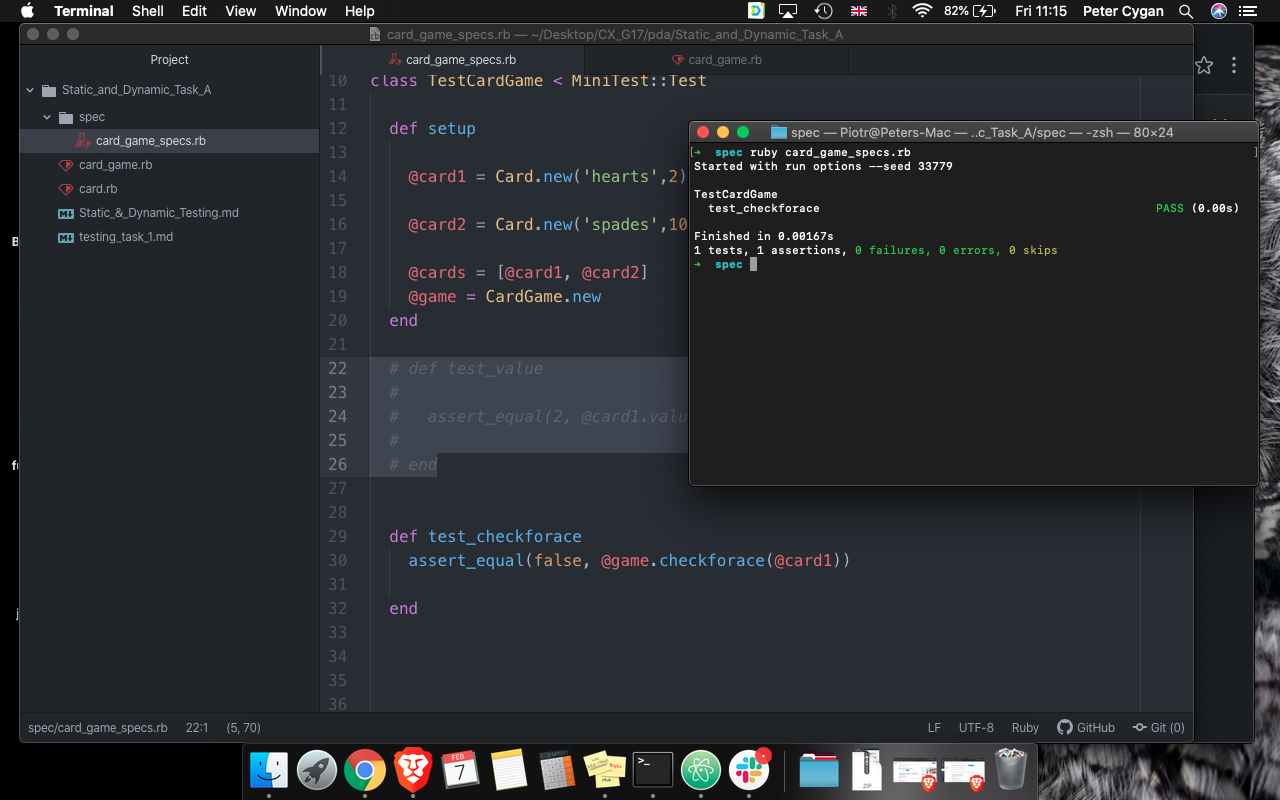 Terminal Shell Edit View Window Help 82% Fri 11:15 Peter Cygan
card_game_specs.rb — ~/Desktop/CX_G17/pda/Static_and_Dynamic_Task_A
Project
Static_and_Dynamic_Task_A
spec
card_game_specs.rb
card_game.rb
card.rb
Static_&_Dynamic_Testing.md
testing_task_1.md
card_game_specs.rb card_game.rb
10 class TestCardGame < MiniTest::Test
11
12 def setup
13
14 @card1 = Card.new('hearts',2)
15
16 @card2 = Card.new('spades',10
17
18 @cards = [@card1, @card2]
19 @game = CardGame.new
20 end
21
22 # def test_value
23 #
24 # assert_equal(2, @card1.valu
25 #
26 # end
27
28
29 def test_checkforace
30 assert_equal(false, @game.checkforace(@card1))
31
32 end
33
34
35
36
spec — Piotr@Peters-Mac — ..c_Task_A/spec — -zsh — 80×24
[➜ spec ruby card_game_specs.rb ]
Started with run options --seed 33779
TestCardGame
test_checkforace PASS (0.00s)
Finished in 0.00167s
1 tests, 1 assertions, 0 failures, 0 errors, 0 skips
➜ spec
spec/card_game_specs.rb 22:1 (5, 70) LF UTF-8 Ruby GitHub Git (0)
FEB
7
>_
ZIP